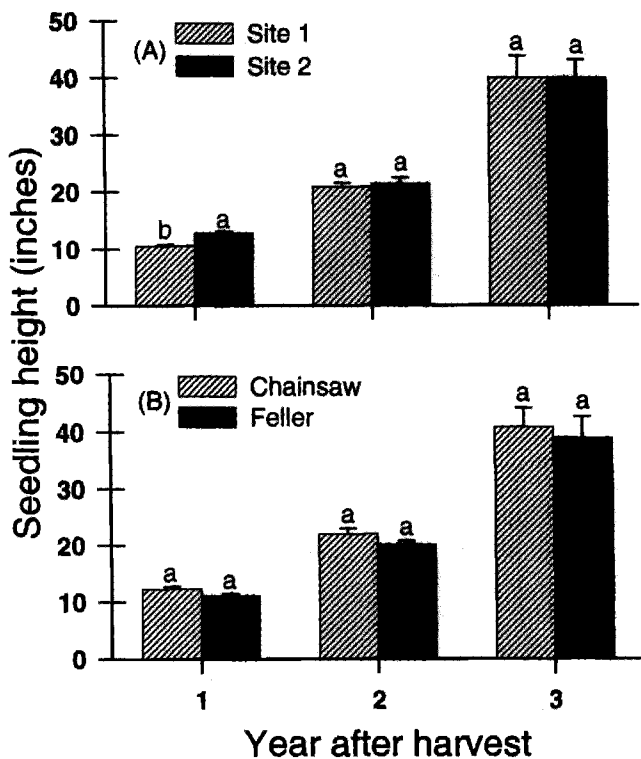 Seedling height (inches)
50
40
30
20
10
0
(A)
Site 1
Site 2
b
a
a
a
a
a
50
40
30
20
10
0
(B)
Chainsaw
Feller
a
a
a
a
a
a
1
2
3
Year after harvest